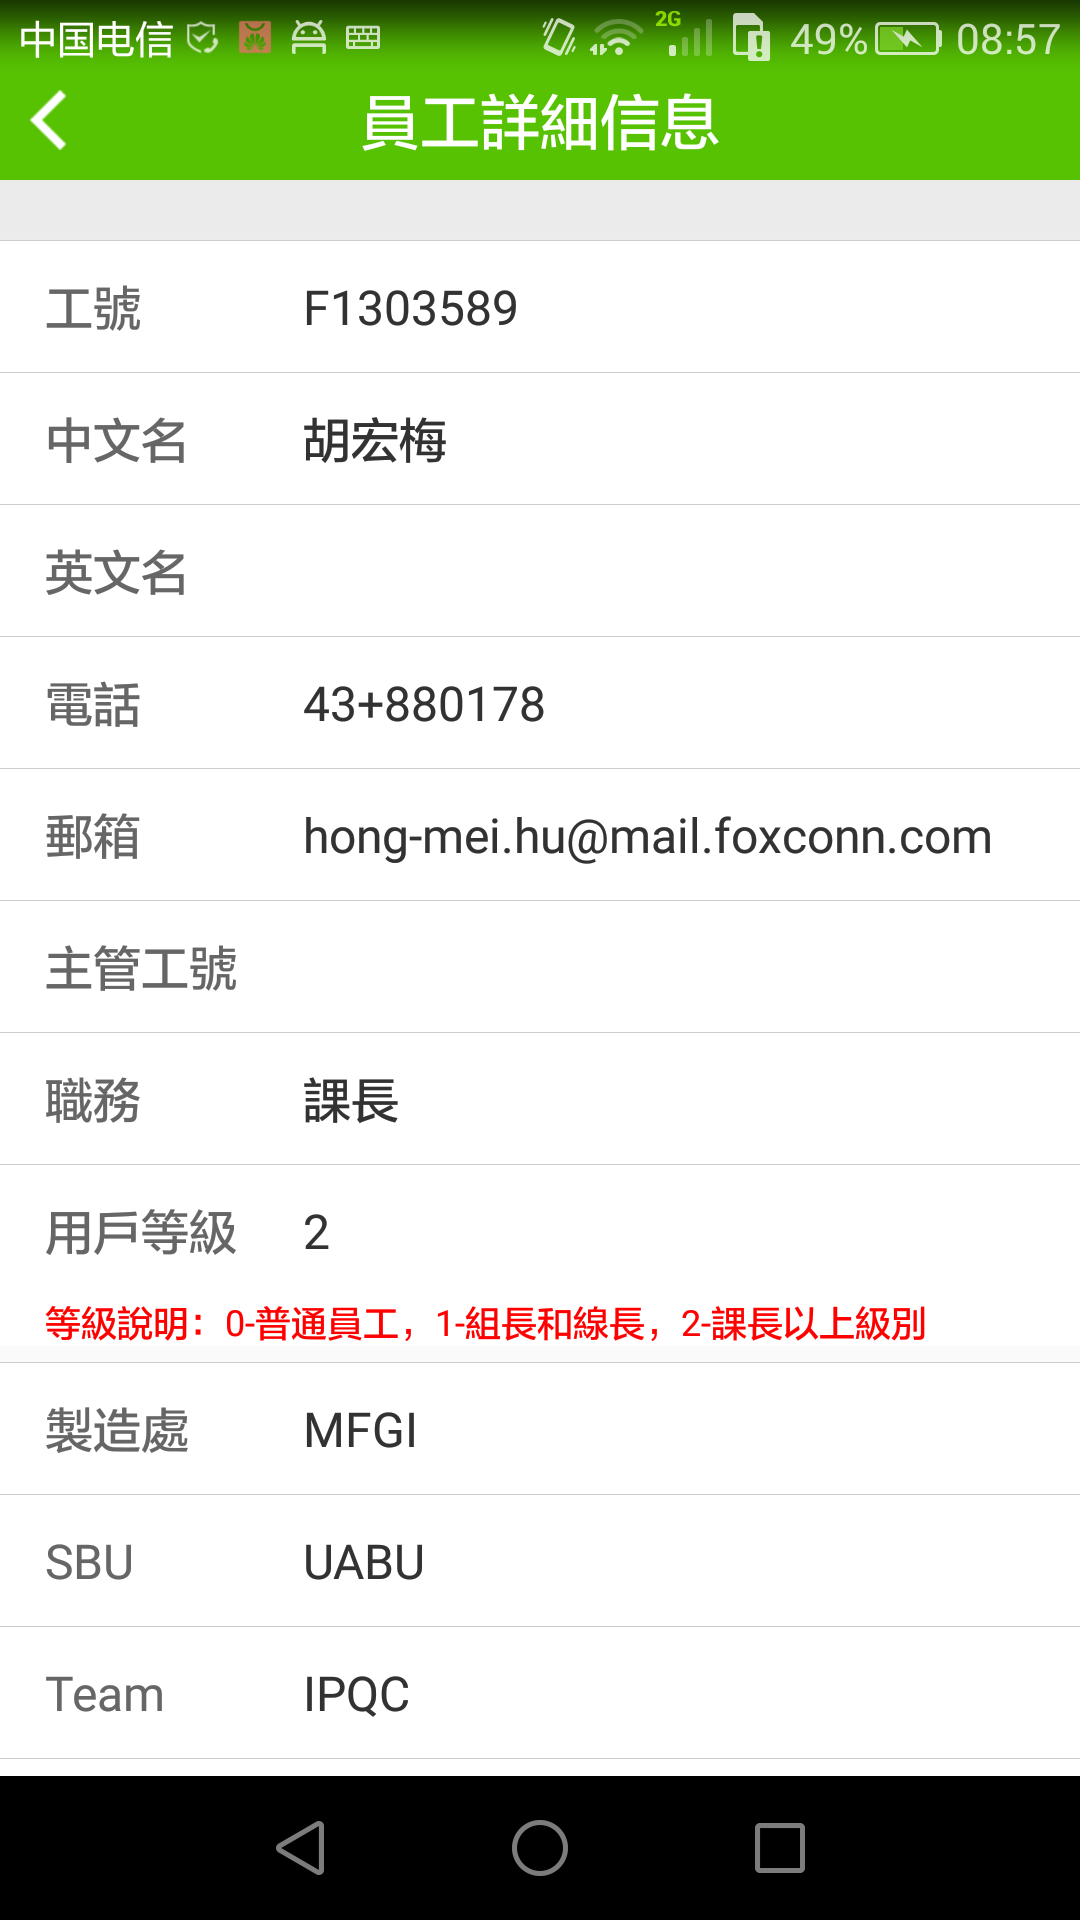 中国电信 2G 49% 08:57
員工詳細信息
工號 F1303589
中文名 胡宏梅
英文名
電話 43+880178
郵箱 hong-mei.hu@mail.foxconn.com
主管工號
職務 課長
用戶等級 2
等級說明：0-普通員工，1-組長和線長，2-課長以上級別
製造處 MFGI
SBU UABU
Team IPQC